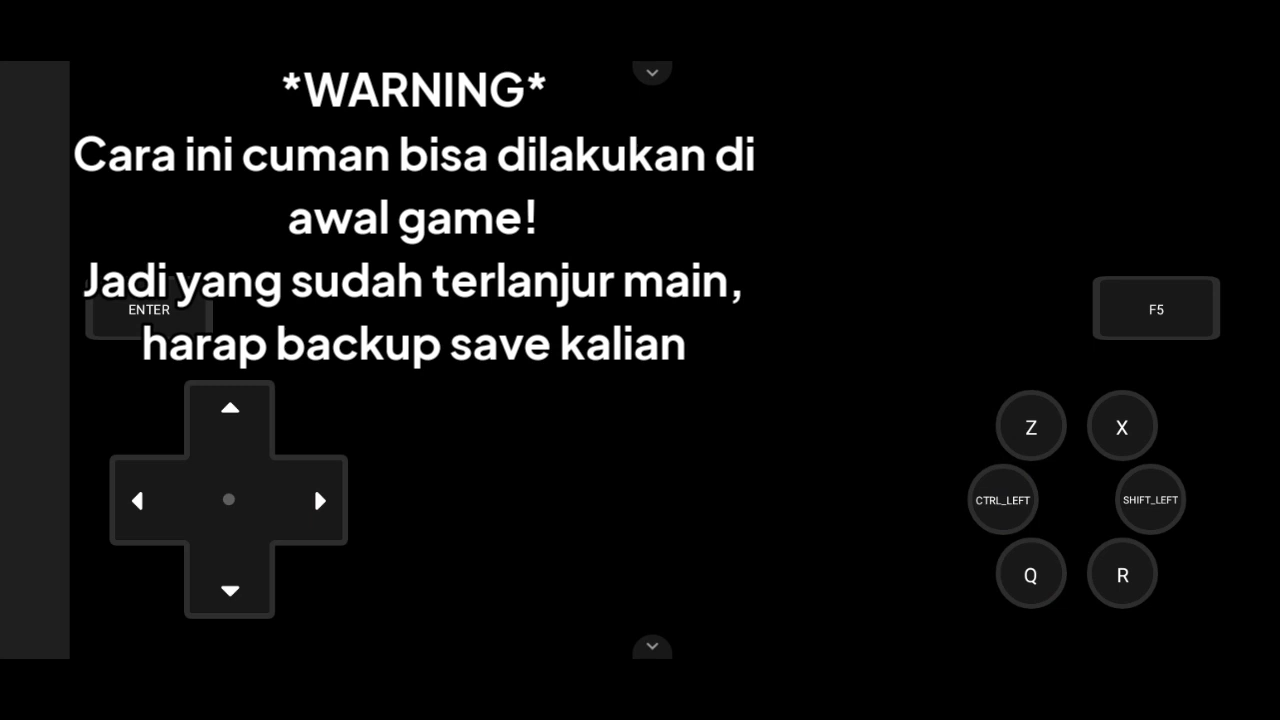 *WARNING*
Cara ini cuman bisa dilakukan di
awal game!
Jadi yang sudah terlanjur main,
ENTER
F5
harap backup save kalian
Z
X
CTRL_LEFT
SHIFT_LEFT
Q
R